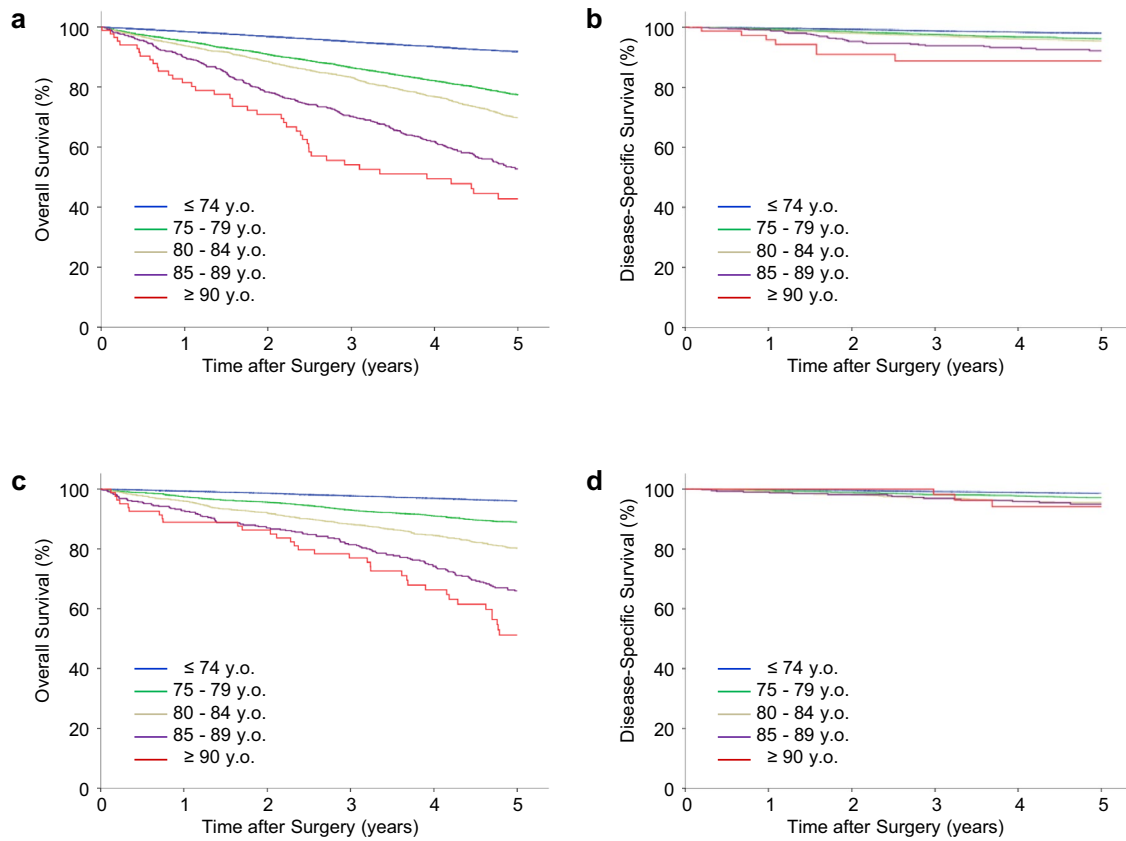 a
100
80
60
40
20
0
Overall Survival (%)
≤ 74 y.o.
75 - 79 y.o.
80 - 84 y.o.
85 - 89 y.o.
≥ 90 y.o.
0 1 2 3 4 5
Time after Surgery (years)
b
100
80
60
40
20
0
Disease-Specific Survival (%)
≤ 74 y.o.
75 - 79 y.o.
80 - 84 y.o.
85 - 89 y.o.
≥ 90 y.o.
0 1 2 3 4 5
Time after Surgery (years)
c
100
80
60
40
20
0
Overall Survival (%)
≤ 74 y.o.
75 - 79 y.o.
80 - 84 y.o.
85 - 89 y.o.
≥ 90 y.o.
0 1 2 3 4 5
Time after Surgery (years)
d
100
80
60
40
20
0
Disease-Specific Survival (%)
≤ 74 y.o.
75 - 79 y.o.
80 - 84 y.o.
85 - 89 y.o.
≥ 90 y.o.
0 1 2 3 4 5
Time after Surgery (years)